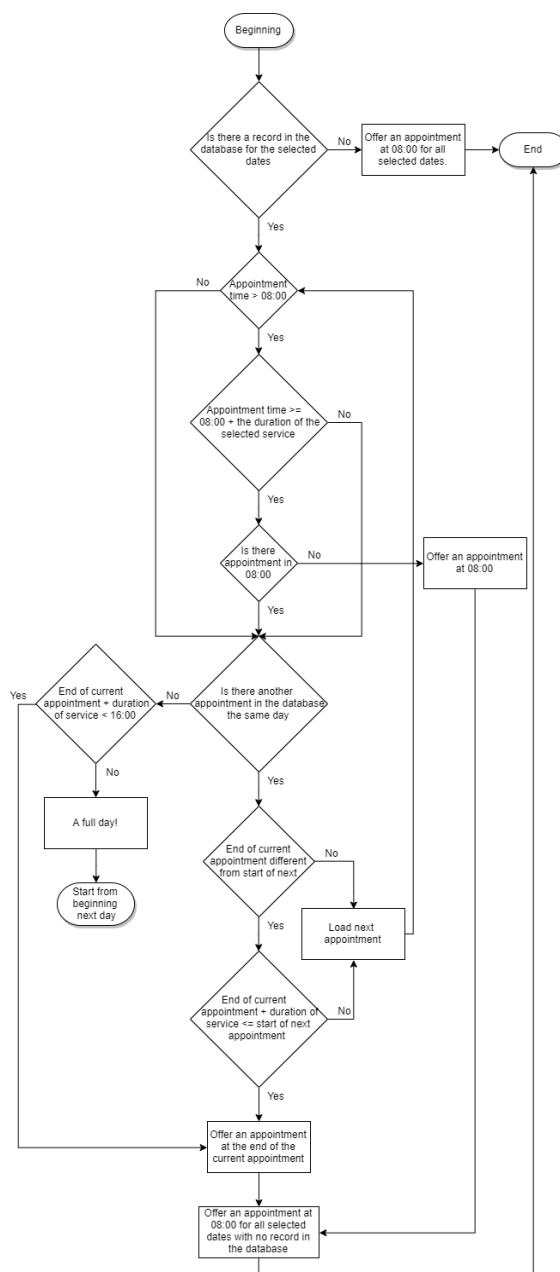 Beginning
Is there a record in the
database for the selected
dates
No
Offer an appointment
at 08:00 for all
selected dates.
End
Yes
No
Appointment
time > 08:00
Yes
Appointment time >=
08:00 + the duration of the
selected service
No
Yes
Is there
appointment in
08:00
No
Offer an appointment
at 08:00
Yes
Yes
End of current
appointment + duration
of service < 16:00
No
Is there another
appointment in the database
the same day
No
Yes
A full day!
Start from
beginning
next day
End of current
appointment different
from start of next
No
Load next
appointment
Yes
End of current
appointment + duration of
service <= start of next
appointment
No
Yes
Offer an appointment
at the end of the
current appointment
Offer an appointment at
08:00 for all selected
dates with no record in
the database